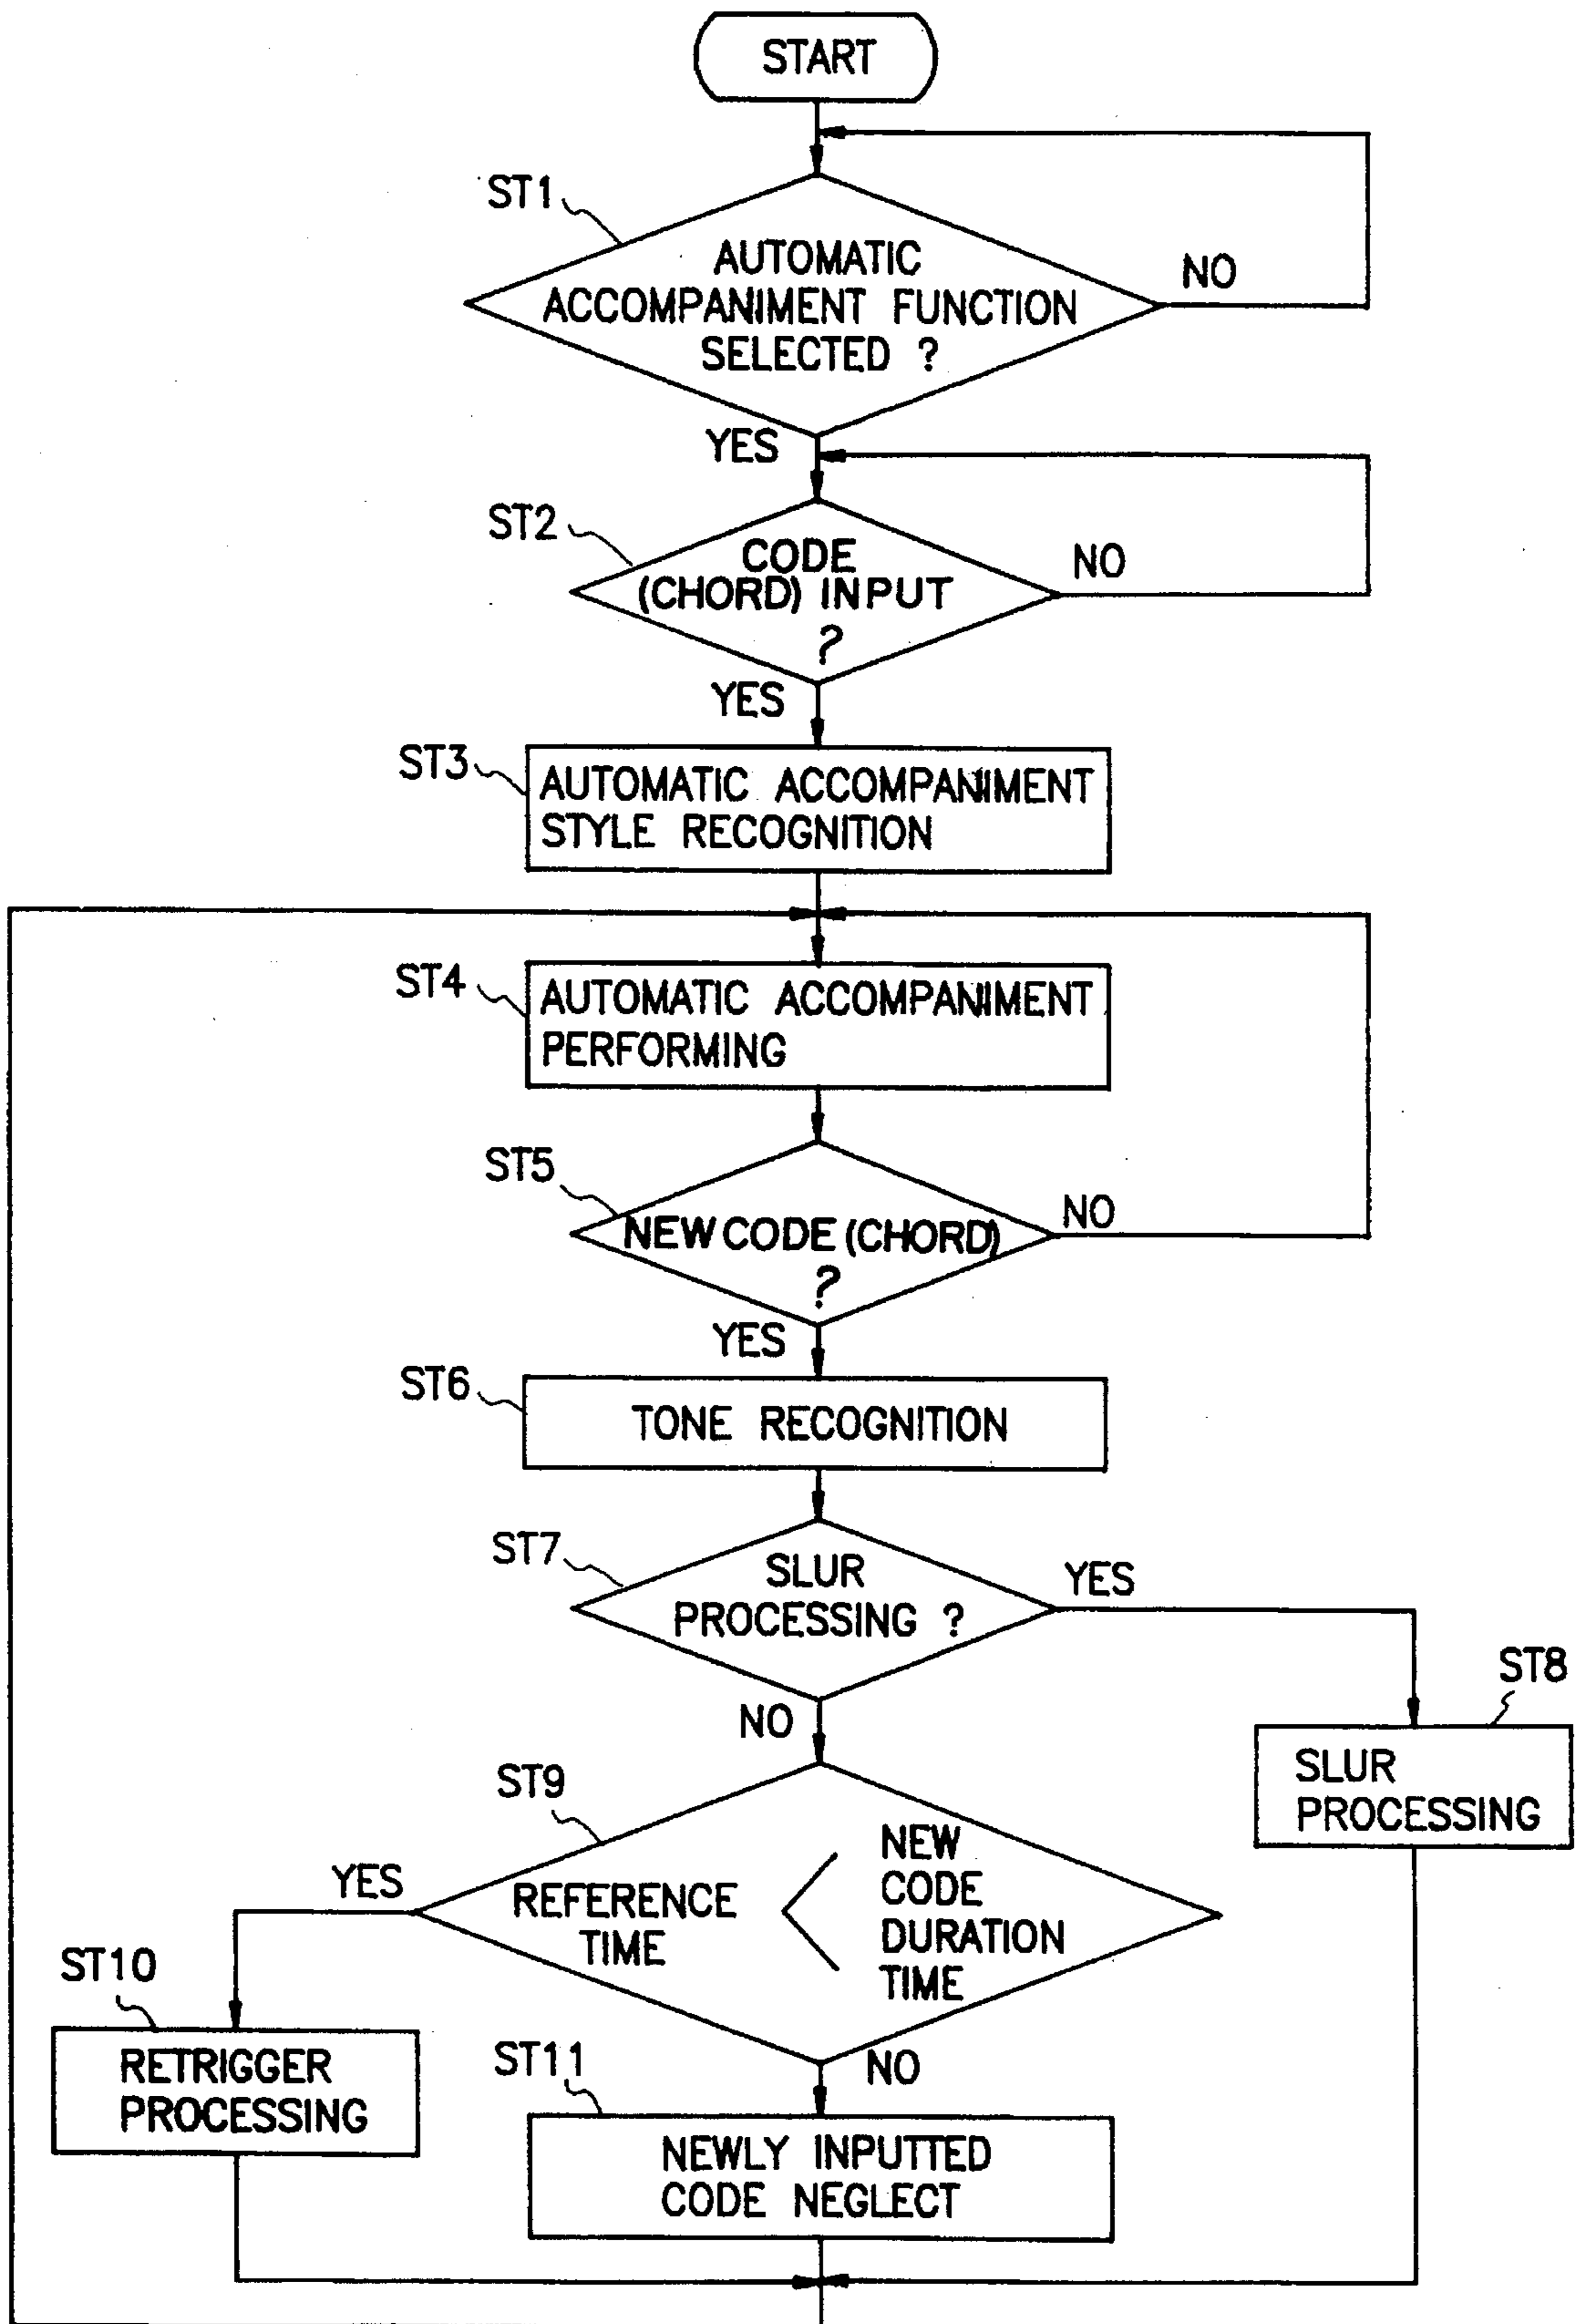 START
ST1
AUTOMATIC
ACCOMPANIMENT FUNCTION
SELECTED ?
NO
YES
ST2
CODE
(CHORD) INPUT
?
NO
YES
ST3
AUTOMATIC ACCOMPANIMENT
STYLE RECOGNITION
ST4
AUTOMATIC ACCOMPANIMENT
PERFORMING
ST5
NEW CODE (CHORD)
?
NO
YES
ST6
TONE RECOGNITION
ST7
SLUR
PROCESSING ?
YES
NO
ST8
SLUR
PROCESSING
ST9
YES
REFERENCE
TIME
<
NEW
CODE
DURATION
TIME
NO
ST10
RETRIGGER
PROCESSING
ST11
NEWLY INPUTTED
CODE NEGLECT